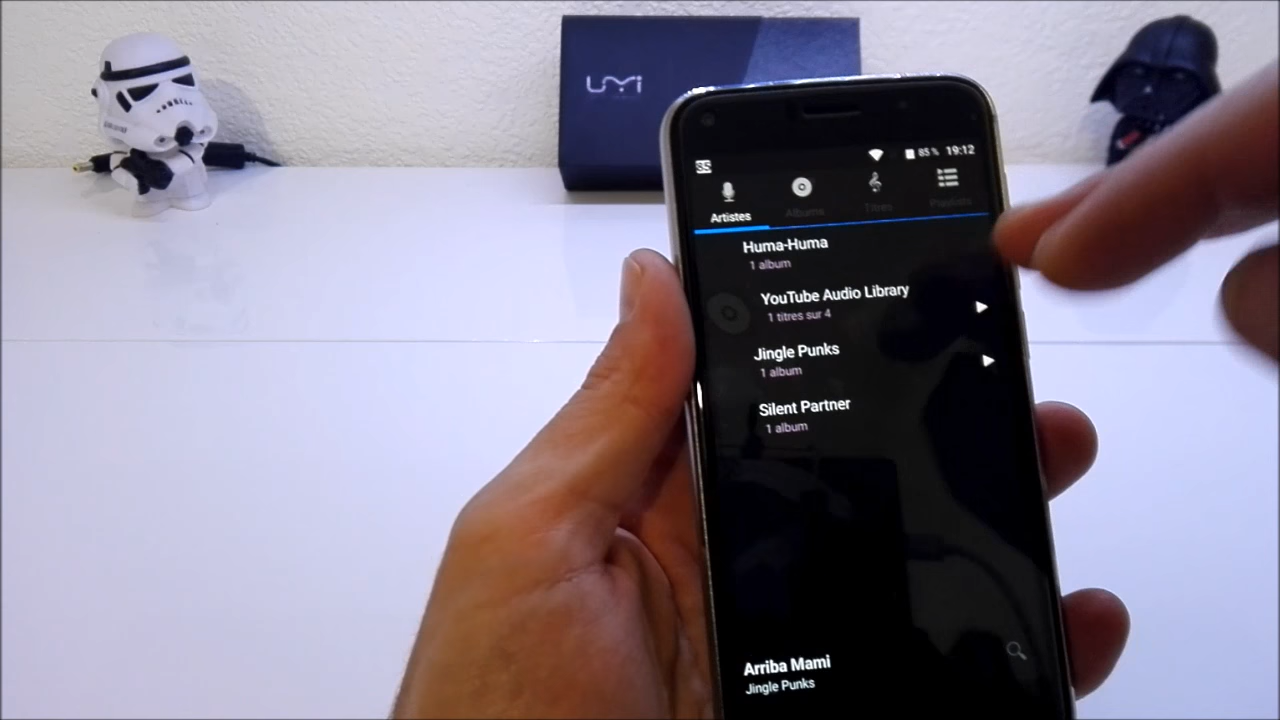 UMi
85% 19:12
Artistes Albums Titres Playlists
Huma-Huma
1 album
YouTube Audio Library
1 titres sur 4
Jingle Punks
1 album
Silent Partner
1 album
Arriba Mami
Jingle Punks